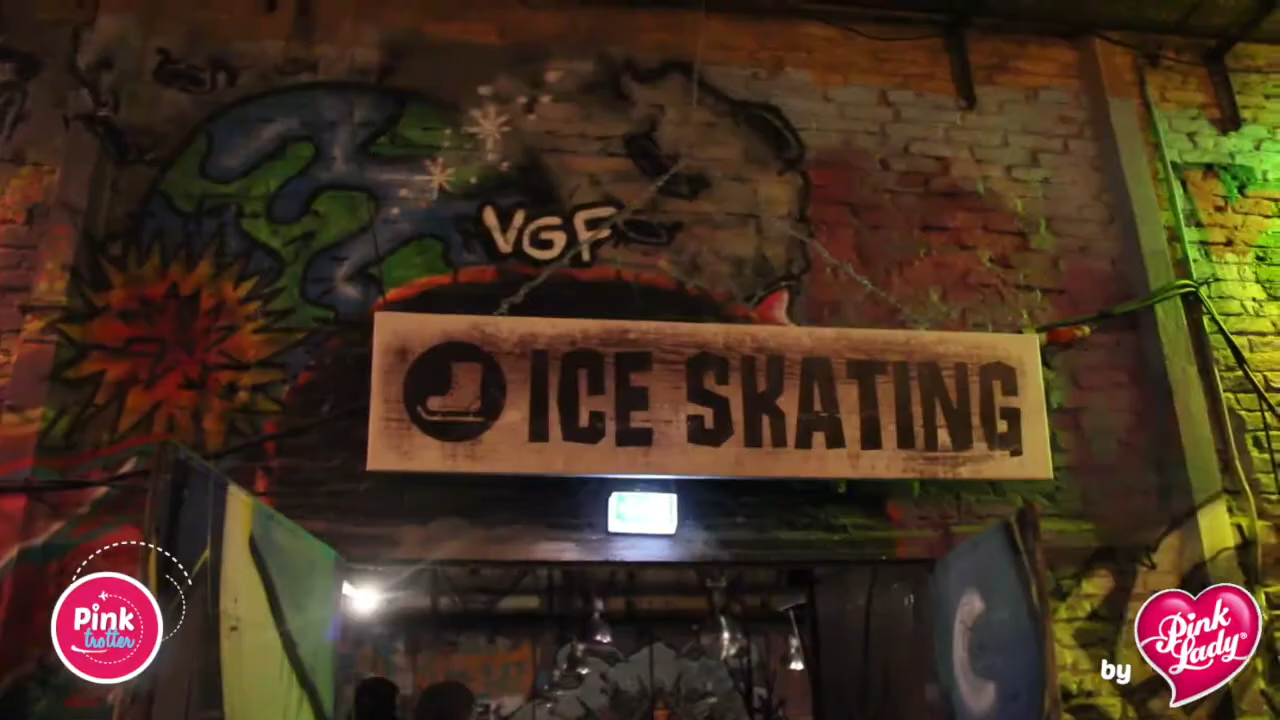 VGF
ICE SKATING
Pink
trotter
by
Pink
Lady®